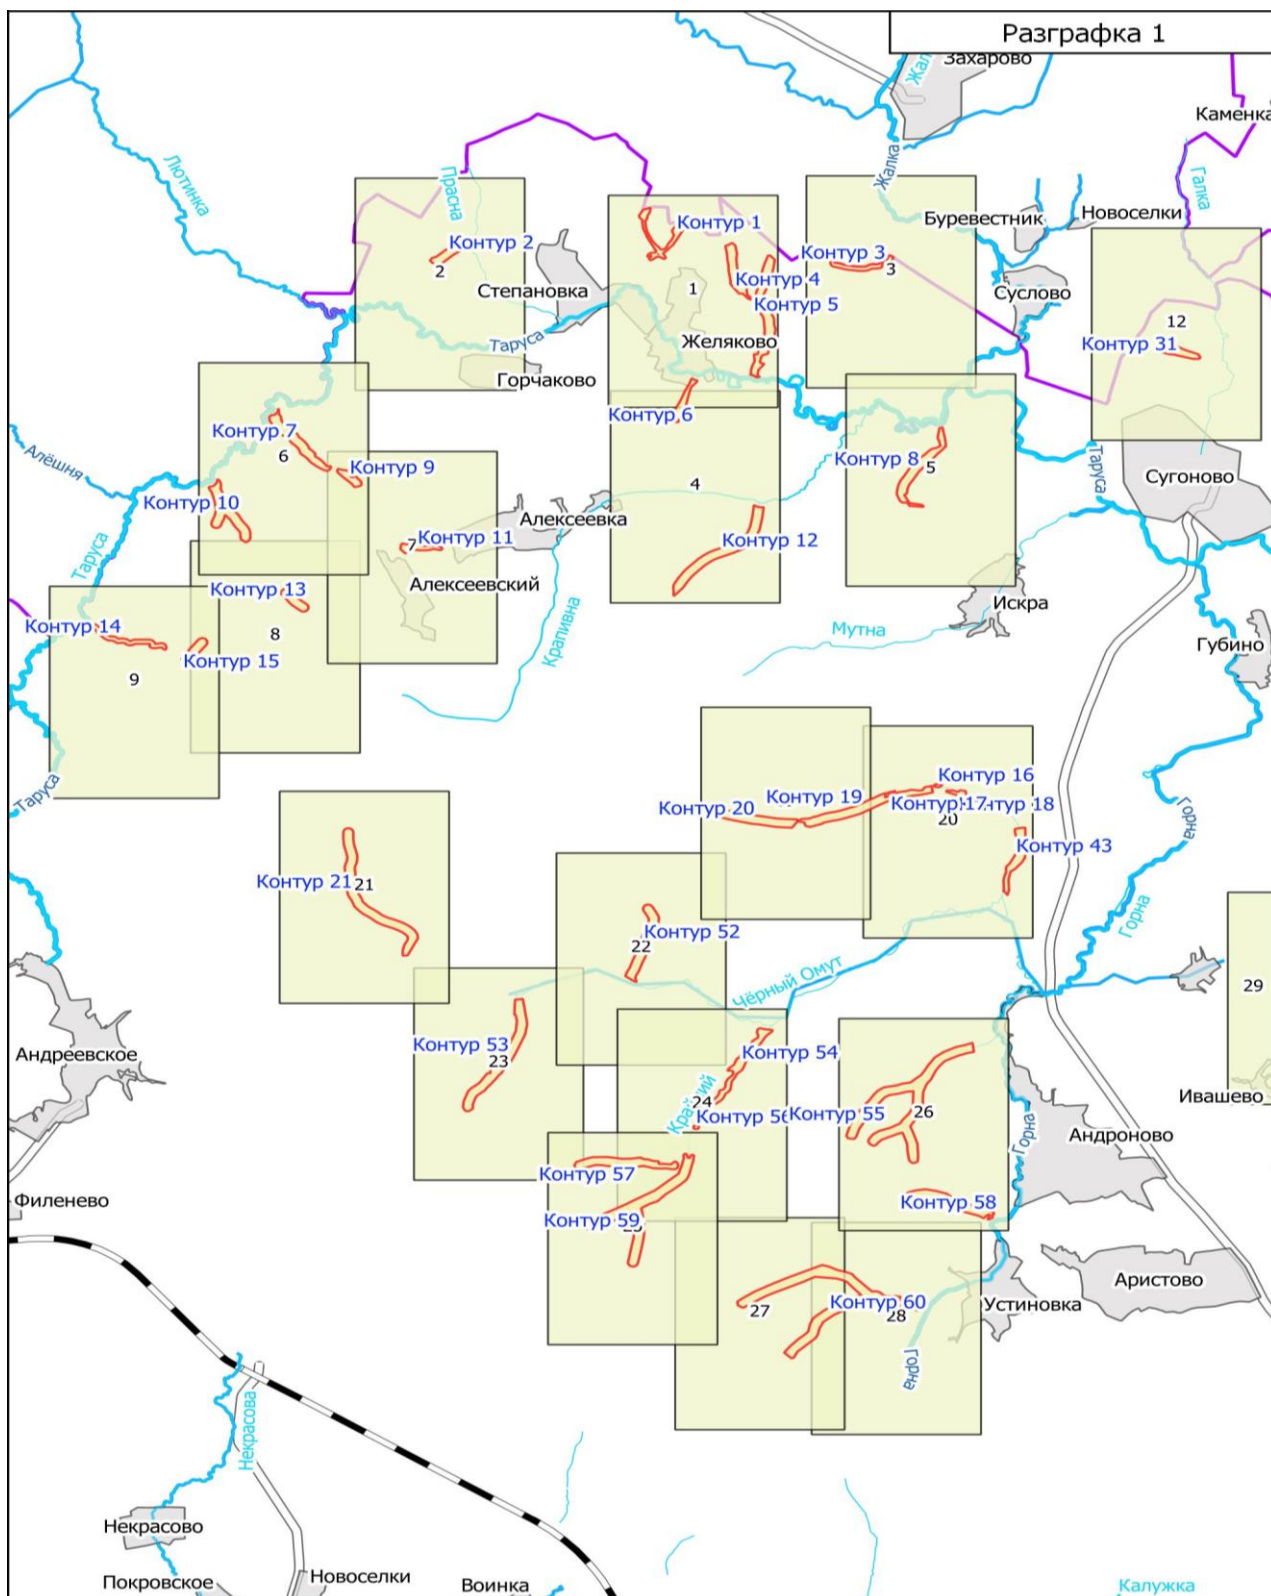 Разграфка 1
Захарово
Жал
Каменка
Лютинка
Прасна
Жалка
Галка
Буревестник
Новоселки
Контур 1
Контур 2
2
Контур 3
3
Степановка
Контур 4
1
Контур 5
Суслово
12
Контур 31
Таруса
Желяково
Горчаково
Контур 6
Контур 7
6
Контур 9
Контур 8
5
Алёшня
Таруса
Сугоново
4
Контур 10
Алексеевка
7
Контур 11
Контур 12
Таруса
Алексеевский
Контур 13
Искра
Контур 14
8
Крапивна
Мутна
Губино
Контур 15
9
Таруса
Контур 16
Контур 20
Контур 19
Контур 17
Контур 18
20
Горна
Контур 43
Контур 21
21
Контур 52
22
Горна
Чёрный Омут
29
Контур 53
23
Контур 54
Андреевское
24
Крайний
Контур 56
Контур 55
26
Ивашево
Горна
Андроново
Контур 57
Филенево
Контур 58
Контур 59
Аристово
Контур 60
27
28
Устиновка
Горна
Некрасова
Некрасово
Покровское
Новоселки
Воинка
Калужка